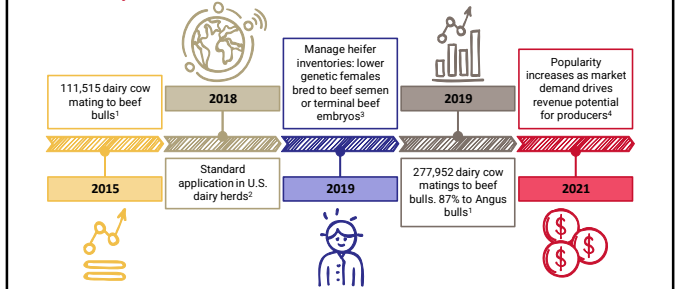 111,515 dairy cow
mating to beef
bulls¹
2015
2018
Standard
application in U.S.
dairy herds²
Manage heifer
inventories: lower
genetic females
bred to beef semen
or terminal beef
embryos³
2019
2019
277,952 dairy cow
matings to beef
bulls. 87% to Angus
bulls¹
Popularity
increases as market
demand drives
revenue potential
for producers⁴
2021
$
$
$